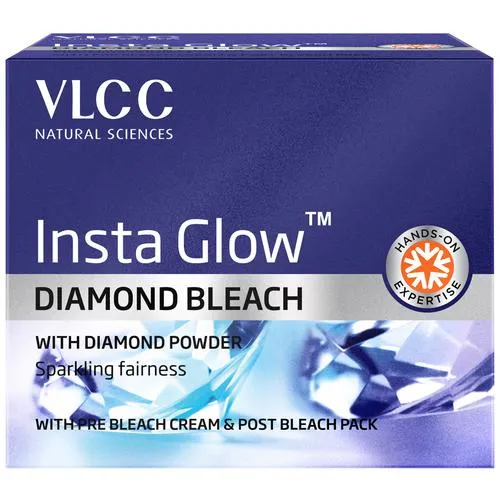 VLCC
NATURAL SCIENCES
Insta Glow™
DIAMOND BLEACH
HANDS-ON
EXPERTISE
WITH DIAMOND POWDER
Sparkling fairness
WITH PRE BLEACH CREAM & POST BLEACH PACK